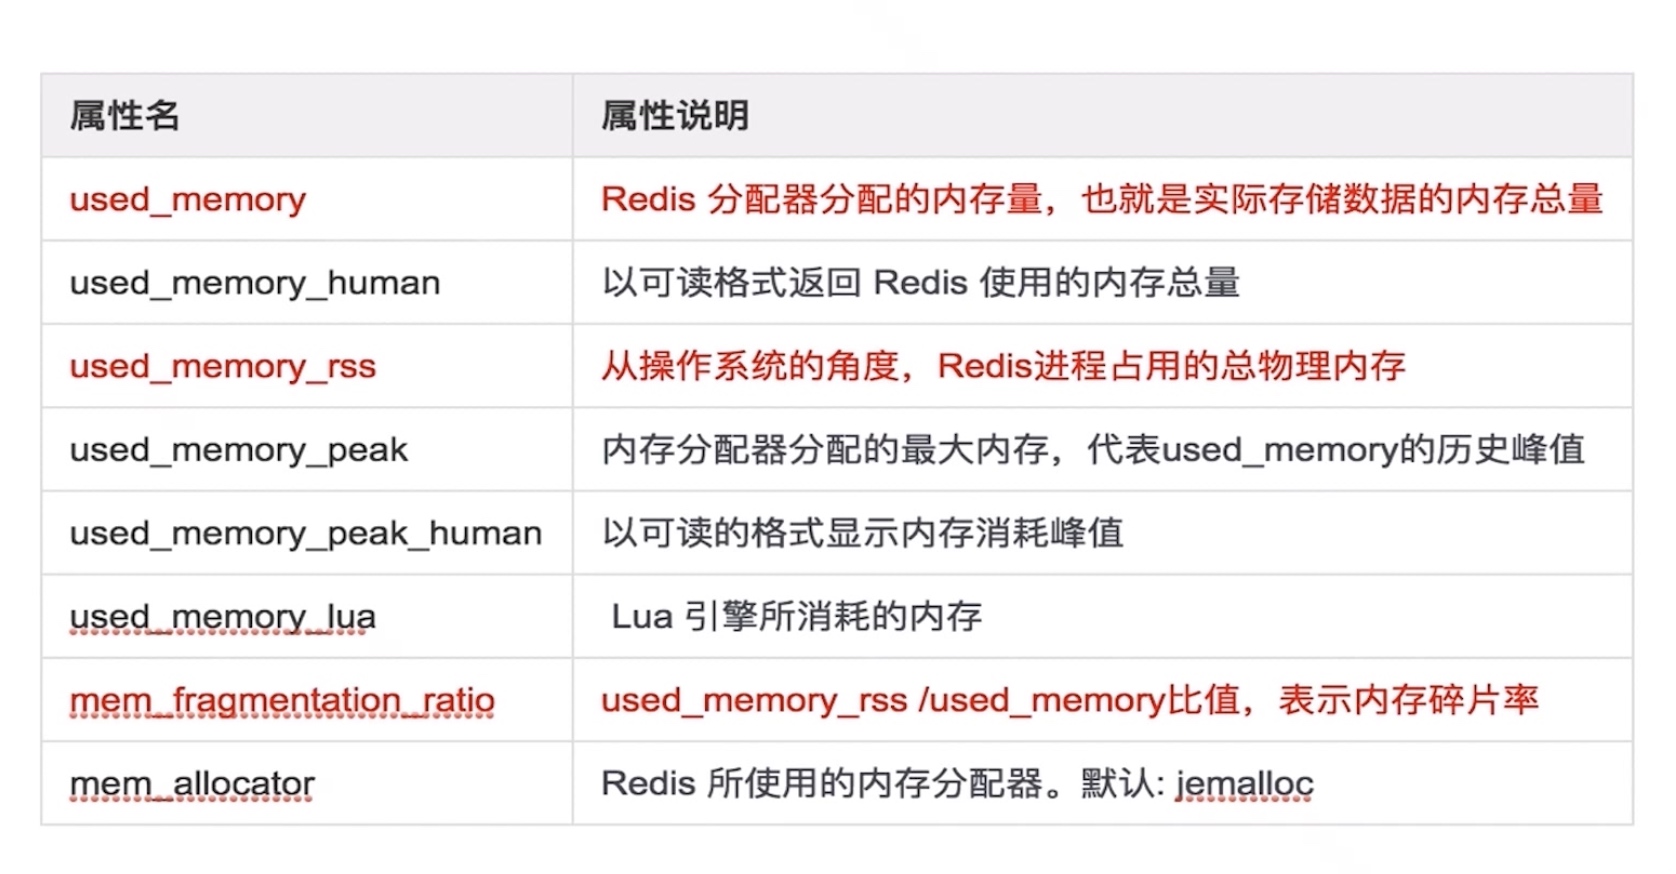 属性名 属性说明
used_memory Redis 分配器分配的内存量，也就是实际存储数据的内存总量
used_memory_human 以可读格式返回 Redis 使用的内存总量
used_memory_rss 从操作系统的角度，Redis进程占用的总物理内存
used_memory_peak 内存分配器分配的最大内存，代表used_memory的历史峰值
used_memory_peak_human 以可读的格式显示内存消耗峰值
used_memory_lua Lua 引擎所消耗的内存
mem_fragmentation_ratio used_memory_rss /used_memory比值，表示内存碎片率
mem_allocator Redis 所使用的内存分配器。默认: jemalloc